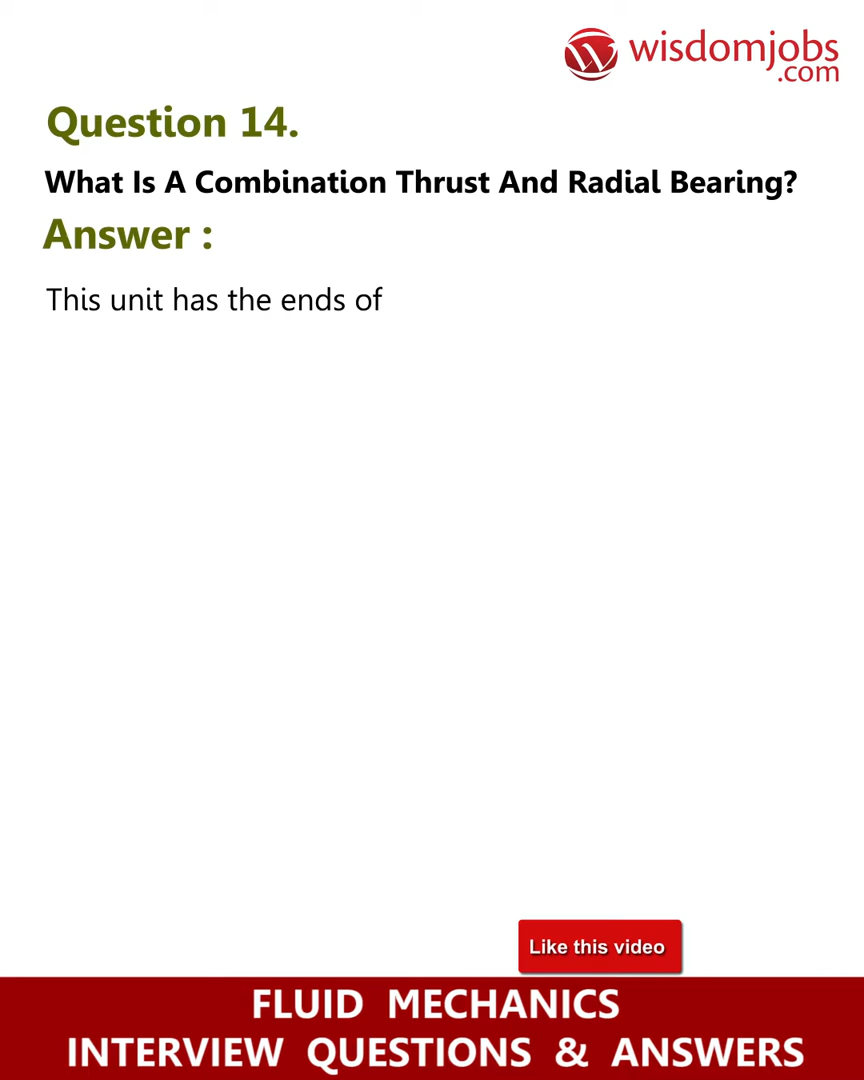 wisdomjobs
.com
Question 14.
What Is A Combination Thrust And Radial Bearing?
Answer :
This unit has the ends of
Like this video
FLUID MECHANICS
INTERVIEW QUESTIONS & ANSWERS